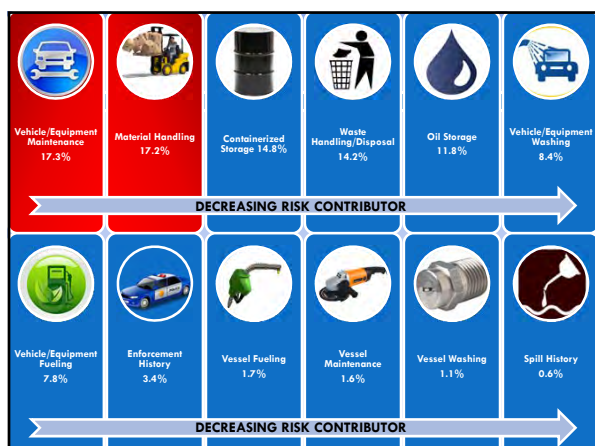 Vehicle/Equipment
Maintenance
17.3%
Material Handling
17.2%
Containerized
Storage 14.8%
Waste
Handling/Disposal
14.2%
Oil Storage
11.8%
Vehicle/Equipment
Washing
8.4%
DECREASING RISK CONTRIBUTOR
Vehicle/Equipment
Fueling
7.8%
Enforcement
History
3.4%
Vessel Fueling
1.7%
Vessel
Maintenance
1.6%
Vessel Washing
1.1%
Spill History
0.6%
DECREASING RISK CONTRIBUTOR